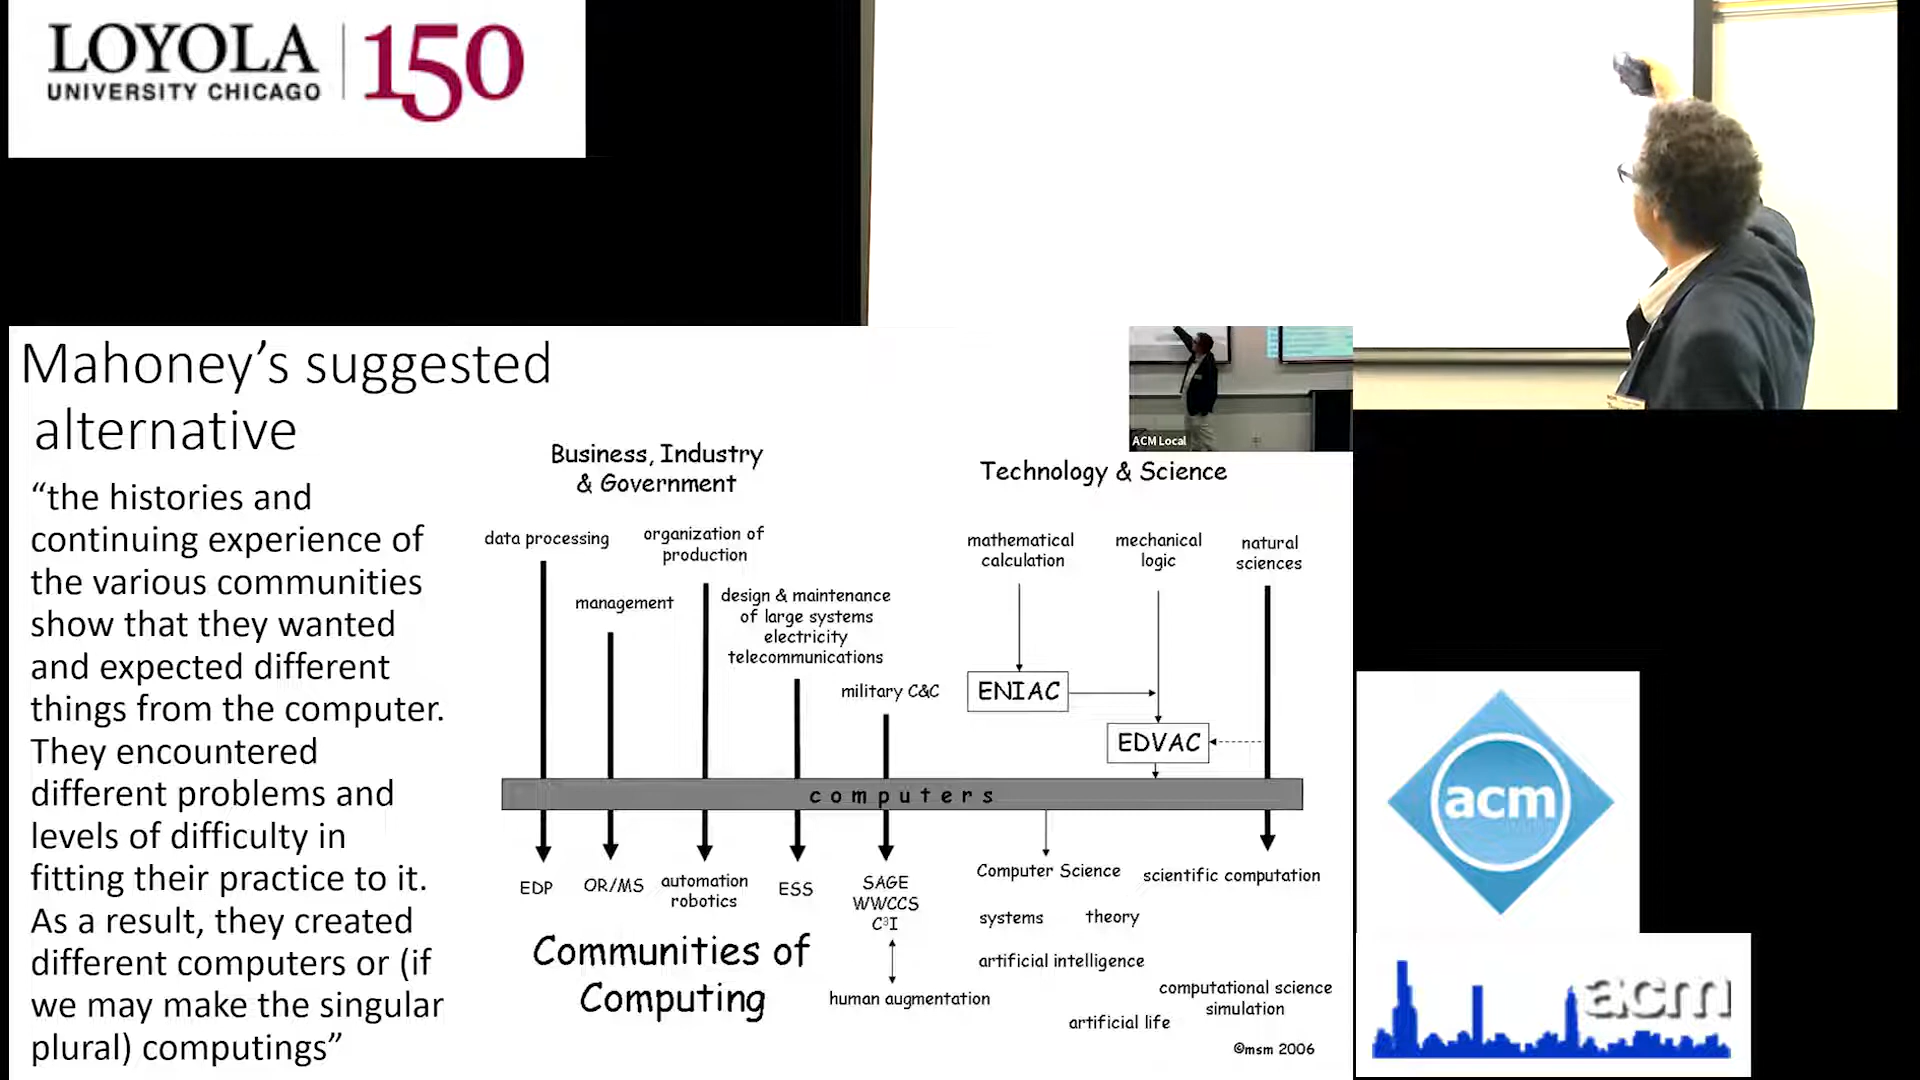 LOYOLA
UNIVERSITY CHICAGO
150
Mahoney’s suggested
alternative
“the histories and
continuing experience of
the various communities
show that they wanted
and expected different
things from the computer.
They encountered
different problems and
levels of difficulty in
fitting their practice to it.
As a result, they created
different computers or (if
we may make the singular
plural) computings”
ACM Local
Business, Industry
& Government
Technology & Science
data processing
organization of
production
management
design & maintenance
of large systems
electricity
telecommunications
military C&C
mathematical
calculation
mechanical
logic
natural
sciences
ENIAC
EDVAC
computers
EDP
OR/MS
automation
robotics
ESS
SAGE
WWCCS
C³I
human augmentation
Computer Science
scientific computation
systems
theory
artificial intelligence
computational science
simulation
artificial life
Communities of
Computing
©msm 2006
acm
acm